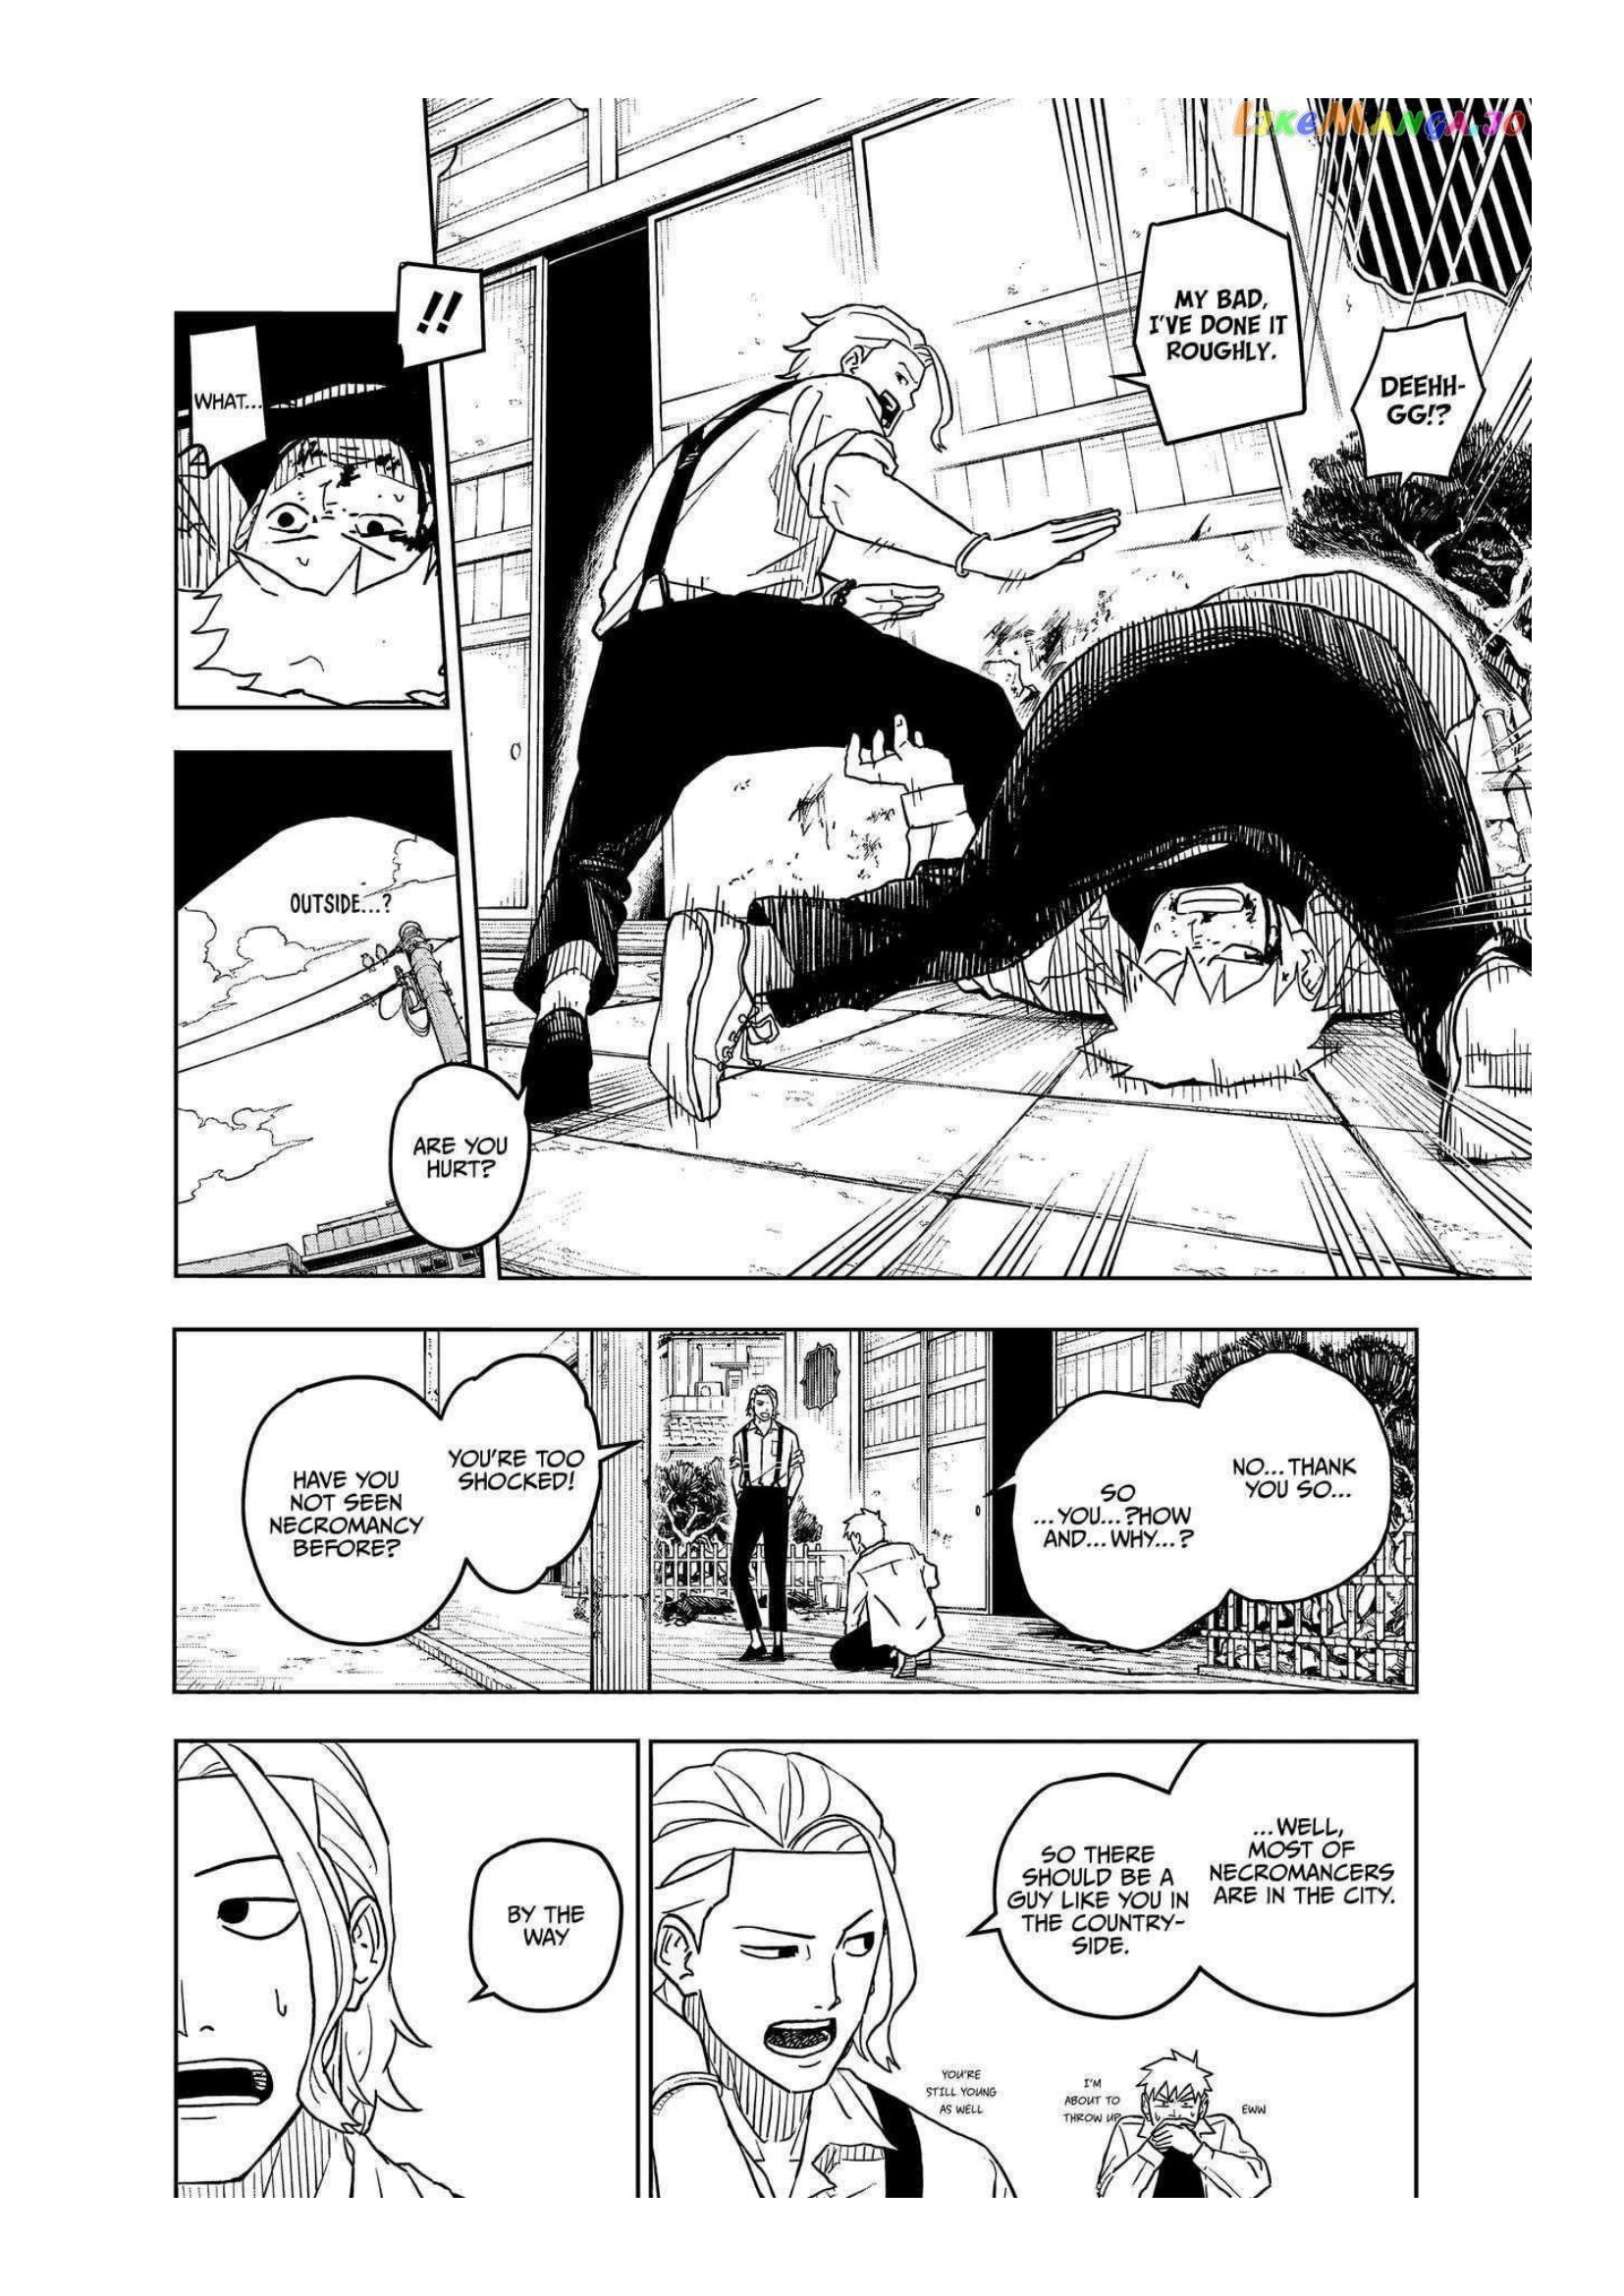 LIKEMANGA.IO
DEEHH-
GG!?
MY BAD,
I'VE DONE IT
ROUGHLY.
!!
WHAT...
OUTSIDE...?
ARE YOU
HURT?
NO...THANK
YOU SO...
SO
...YOU...?HOW
AND...WHY...?
YOU'RE TOO
SHOCKED!
HAVE YOU
NOT SEEN
NECROMANCY
BEFORE?
...WELL,
MOST OF
NECROMANCERS
ARE IN THE CITY.
SO THERE
SHOULD BE A
GUY LIKE YOU IN
THE COUNTRY-
SIDE.
EWW
I'M
ABOUT TO
THROW UP
YOU'RE
STILL YOUNG
AS WELL
BY THE
WAY